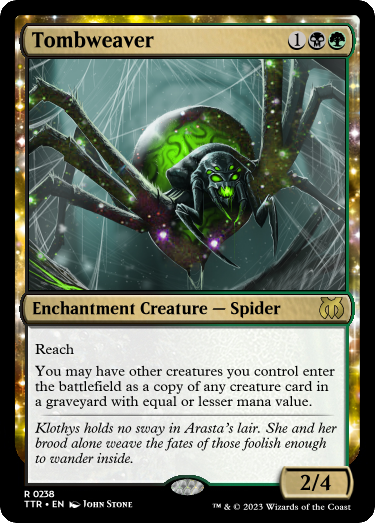 Tombweaver 1
Enchantment Creature — Spider
Reach
You may have other creatures you control enter
the battlefield as a copy of any creature card in
a graveyard with equal or lesser mana value.
Klothys holds no sway in Arasta's lair. She and her
brood alone weave the fates of those foolish enough
to wander inside.
2/4
R 0238
TTR • EN John Stone
™ & © 2023 Wizards of the Coast